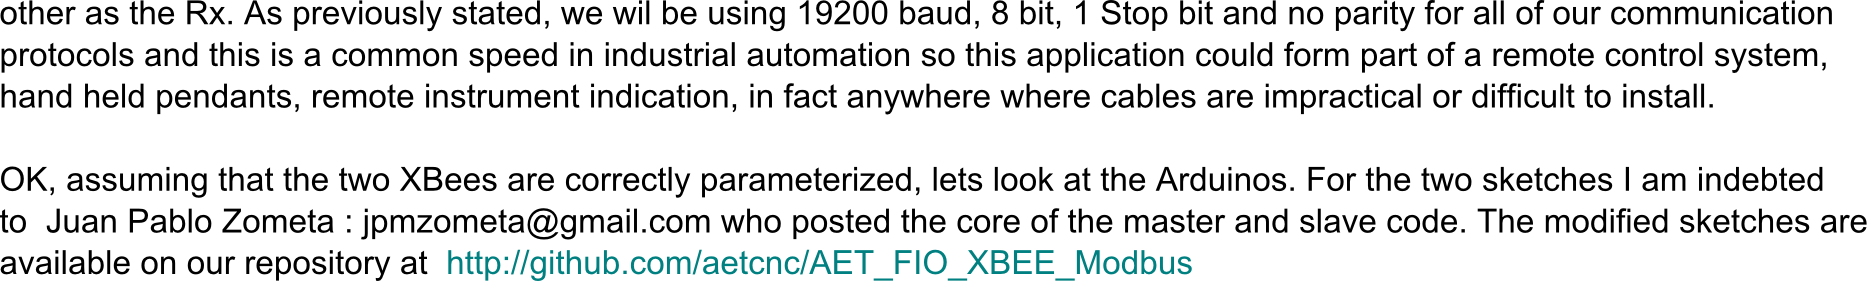 other as the Rx. As previously stated, we wil be using 19200 baud, 8 bit, 1 Stop bit and no parity for all of our communication
protocols and this is a common speed in industrial automation so this application could form part of a remote control system,
hand held pendants, remote instrument indication, in fact anywhere where cables are impractical or difficult to install.
OK, assuming that the two XBees are correctly parameterized, lets look at the Arduinos. For the two sketches I am indebted
to  Juan Pablo Zometa : jpmzometa@gmail.com who posted the core of the master and slave code. The modified sketches are
available on our repository at  http://github.com/aetcnc/AET_FIO_XBEE_Modbus